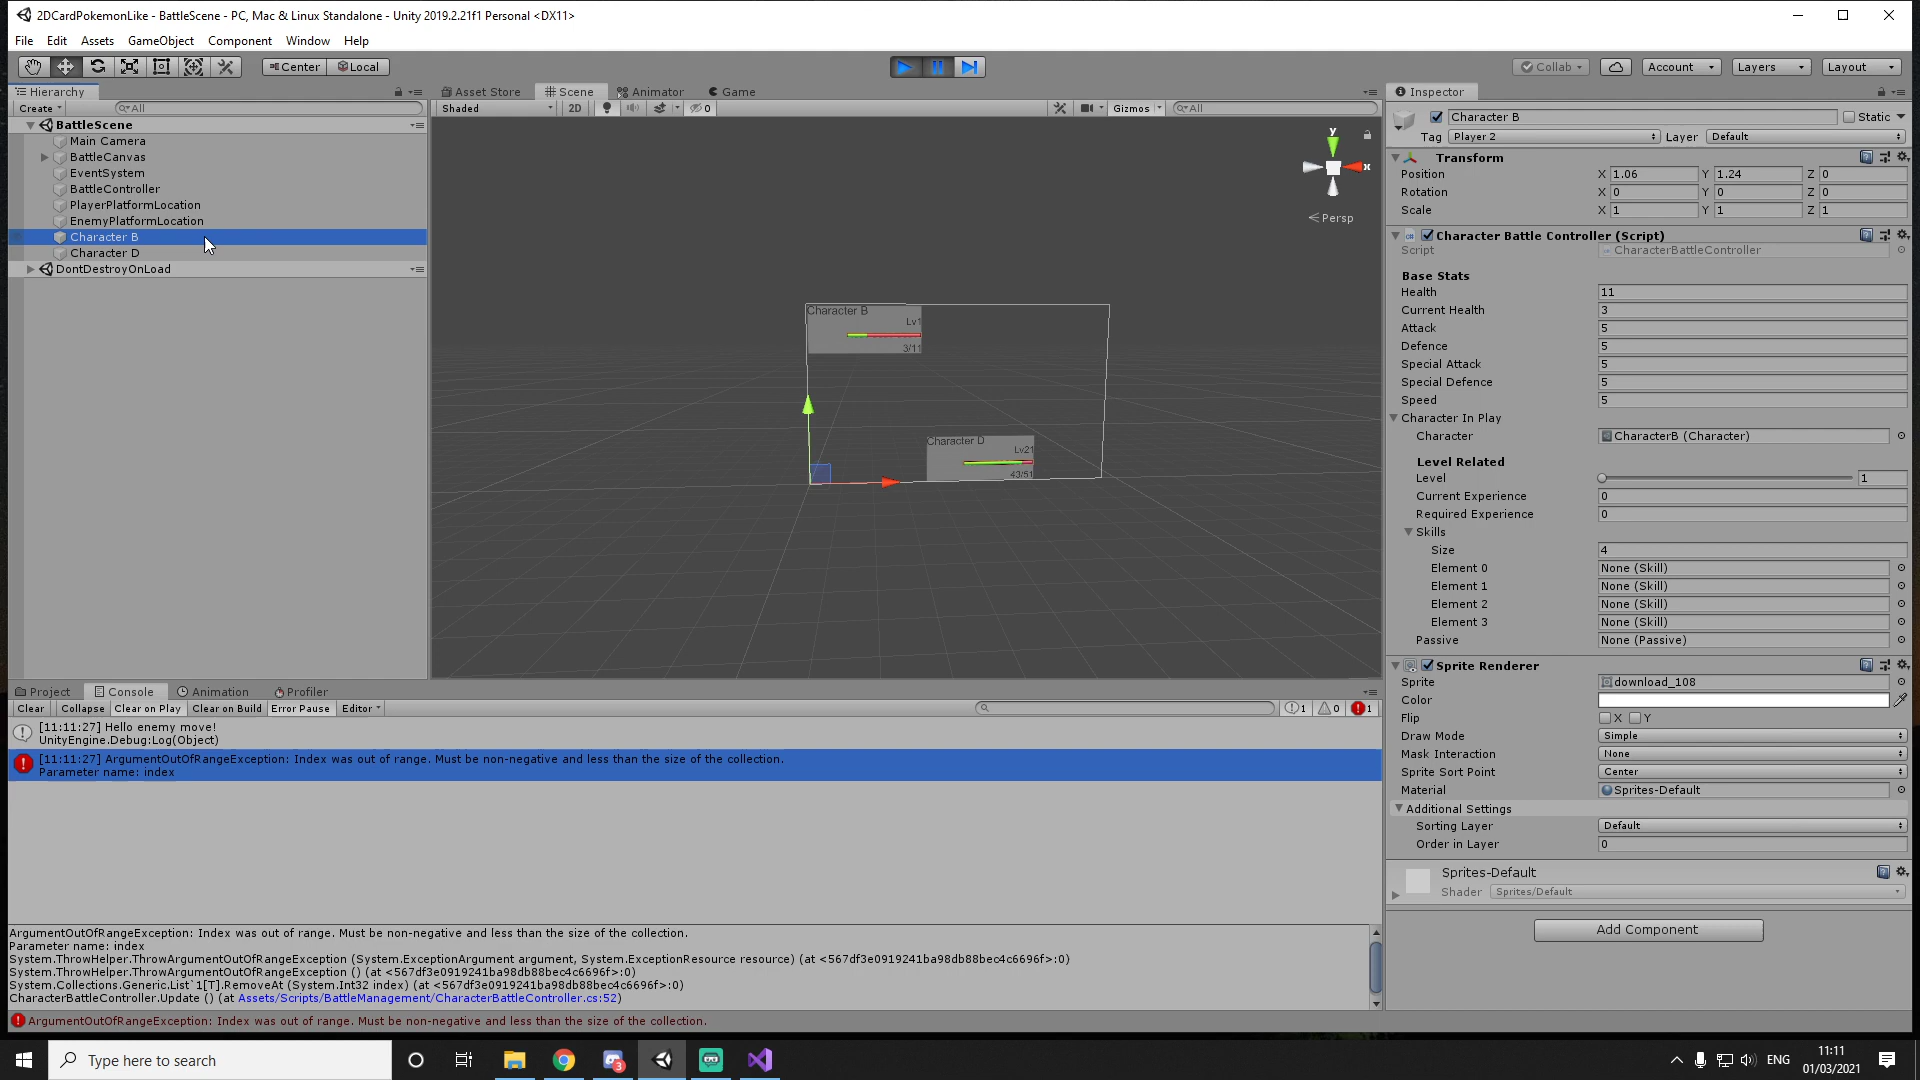 2DCardPokemonLike - BattleScene - PC, Mac & Linux Standalone - Unity 2019.2.21f1 Personal <DX11>
File Edit Assets GameObject Component Window Help
Center Local Collab Account Layers Layout
Hierarchy
Create All
BattleScene
Main Camera
BattleCanvas
EventSystem
BattleController
PlayerPlatformLocation
EnemyPlatformLocation
Character B
Character D
DontDestroyOnLoad
Asset Store Scene Animator Game
Shaded 2D 0 Gizmos All
y
x
Persp
Character B
Lv1
3/11
Character D
Lv21
43/51
Inspector
Character B Static
Tag Player 2 Layer Default
Transform
Position X 1.06 Y 1.24 Z 0
Rotation X 0 Y 0 Z 0
Scale X 1 Y 1 Z 1
Character Battle Controller (Script)
Script CharacterBattleController
Base Stats
Health 11
Current Health 3
Attack 5
Defence 5
Special Attack 5
Special Defence 5
Speed 5
Character In Play
Character CharacterB (Character)
Level Related
Level 1
Current Experience 0
Required Experience 0
Skills
Size 4
Element 0 None (Skill)
Element 1 None (Skill)
Element 2 None (Skill)
Element 3 None (Skill)
Passive None (Passive)
Sprite Renderer
Sprite download_108
Color
Flip X Y
Draw Mode Simple
Mask Interaction None
Sprite Sort Point Center
Material Sprites-Default
Additional Settings
Sorting Layer Default
Order in Layer 0
Sprites-Default
Shader Sprites/Default
Add Component
Project Console Animation Profiler
Clear Collapse Clear on Play Clear on Build Error Pause Editor 1 0 1
[11:11:27] Hello enemy move!
UnityEngine.Debug:Log(Object)
[11:11:27] ArgumentOutOfRangeException: Index was out of range. Must be non-negative and less than the size of the collection.
Parameter name: index
ArgumentOutOfRangeException: Index was out of range. Must be non-negative and less than the size of the collection.
Parameter name: index
System.ThrowHelper.ThrowArgumentOutOfRangeException (System.ExceptionArgument argument, System.ExceptionResource resource) (at <567df3e0919241ba98db88bec4c6696f>:0)
System.ThrowHelper.ThrowArgumentOutOfRangeException () (at <567df3e0919241ba98db88bec4c6696f>:0)
System.Collections.Generic.List`1[T].RemoveAt (System.Int32 index) (at <567df3e0919241ba98db88bec4c6696f>:0)
CharacterBattleController.Update () (at Assets/Scripts/BattleManagement/CharacterBattleController.cs:52)
ArgumentOutOfRangeException: Index was out of range. Must be non-negative and less than the size of the collection.
Type here to search
3
ENG
11:11
01/03/2021